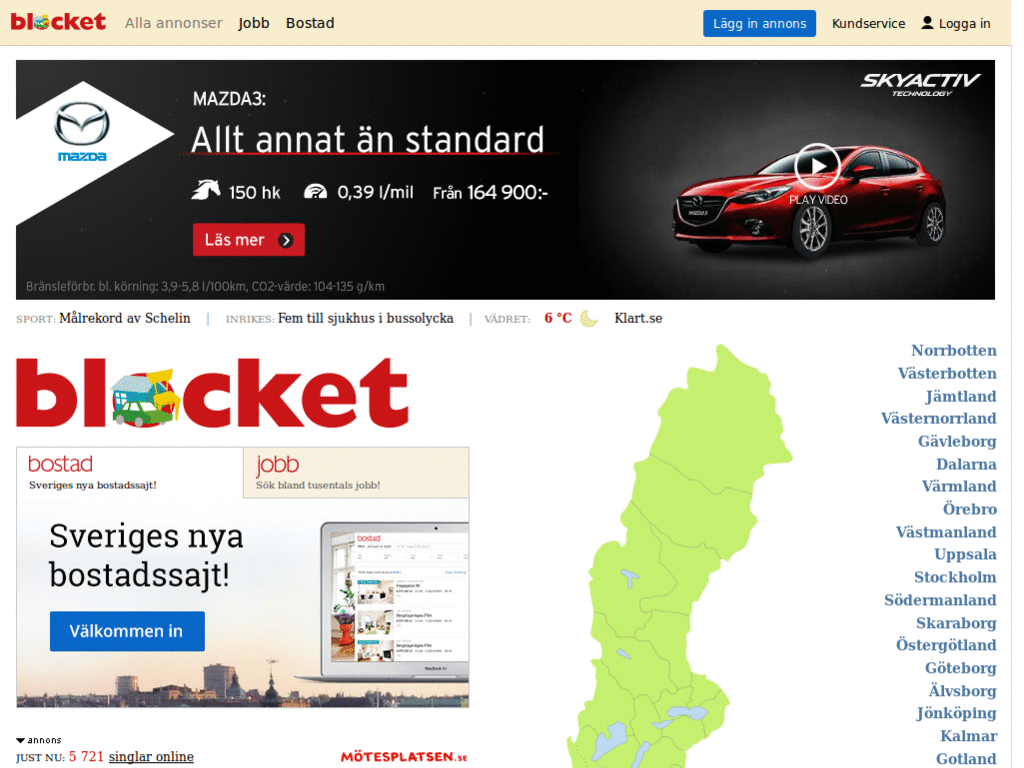 blocket Alla annonser Jobb Bostad Lägg in annons Kundservice Logga in
SKYACTIV
TECHNOLOGY
MAZDA3:
Allt annat än standard
mazda
150 hk 0,39 l/mil Från 164 900:-
PLAY VIDEO
Läs mer
Bränsleförbr. bl. körning: 3,9-5,8 l/100km, CO2-värde: 104-135 g/km
SPORT: Målrekord av Schelin | INRIKES: Fem till sjukhus i bussolycka | VÄDRET: 6 °C Klart.se
blocket
bostad
Sveriges nya bostadssajt!
jobb
Sök bland tusentals jobb!
Sveriges nya
bostadssajt!
Välkommen in
bostad
annons
JUST NU: 5 721 singlar online
MÖTESPLATSEN.se
Norrbotten
Västerbotten
Jämtland
Västernorrland
Gävleborg
Dalarna
Värmland
Örebro
Västmanland
Uppsala
Stockholm
Södermanland
Skaraborg
Östergötland
Göteborg
Älvsborg
Jönköping
Kalmar
Gotland